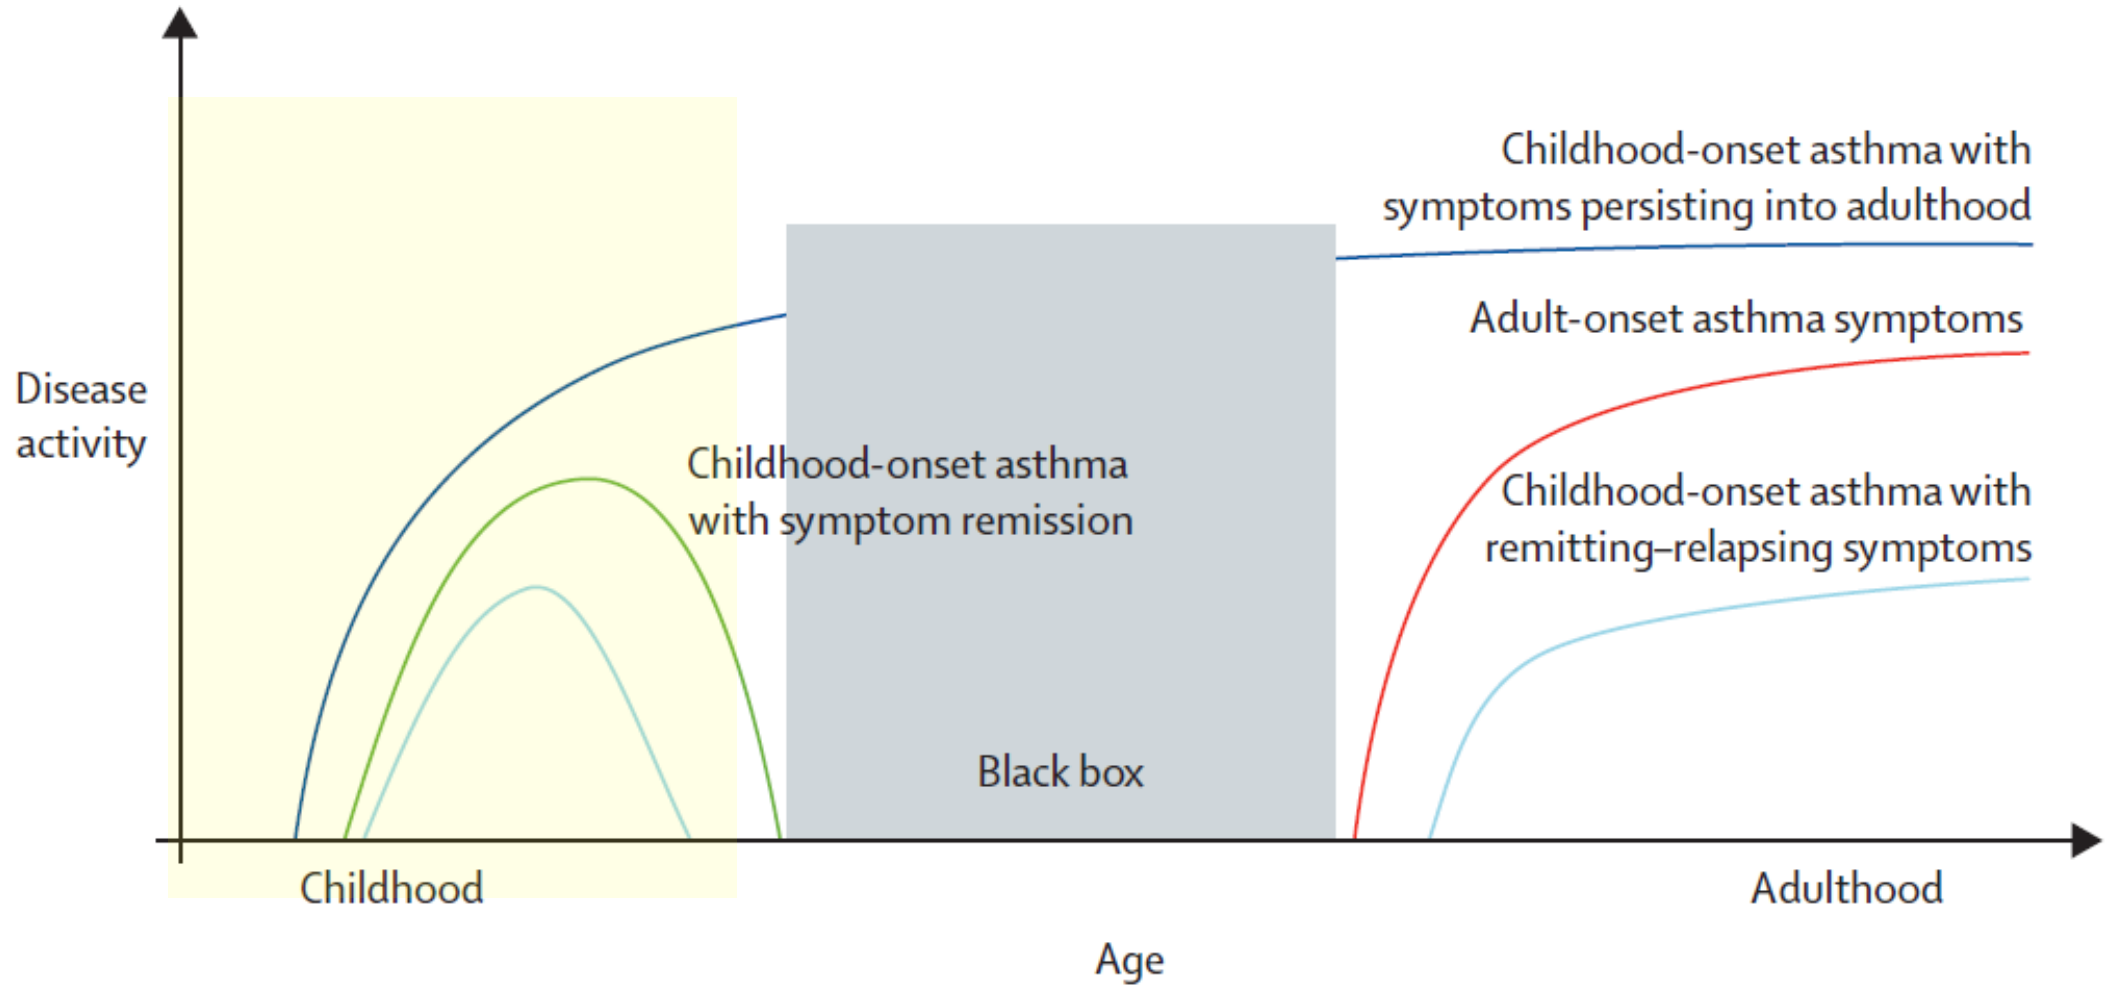 Childhood-onset asthma with
symptoms persisting into adulthood
Adult-onset asthma symptoms
Disease
activity
Childhood-onset asthma
with symptom remission
Childhood-onset asthma with
remitting–relapsing symptoms
Black box
Childhood
Adulthood
Age